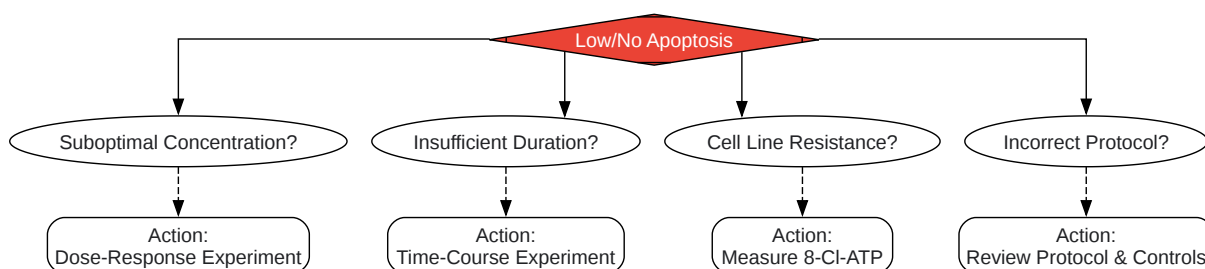 Low/No Apoptosis
Suboptimal Concentration?
Insufficient Duration?
Cell Line Resistance?
Incorrect Protocol?
Action:
Dose-Response Experiment
Action:
Time-Course Experiment
Action:
Measure 8-Cl-ATP
Action:
Review Protocol & Controls